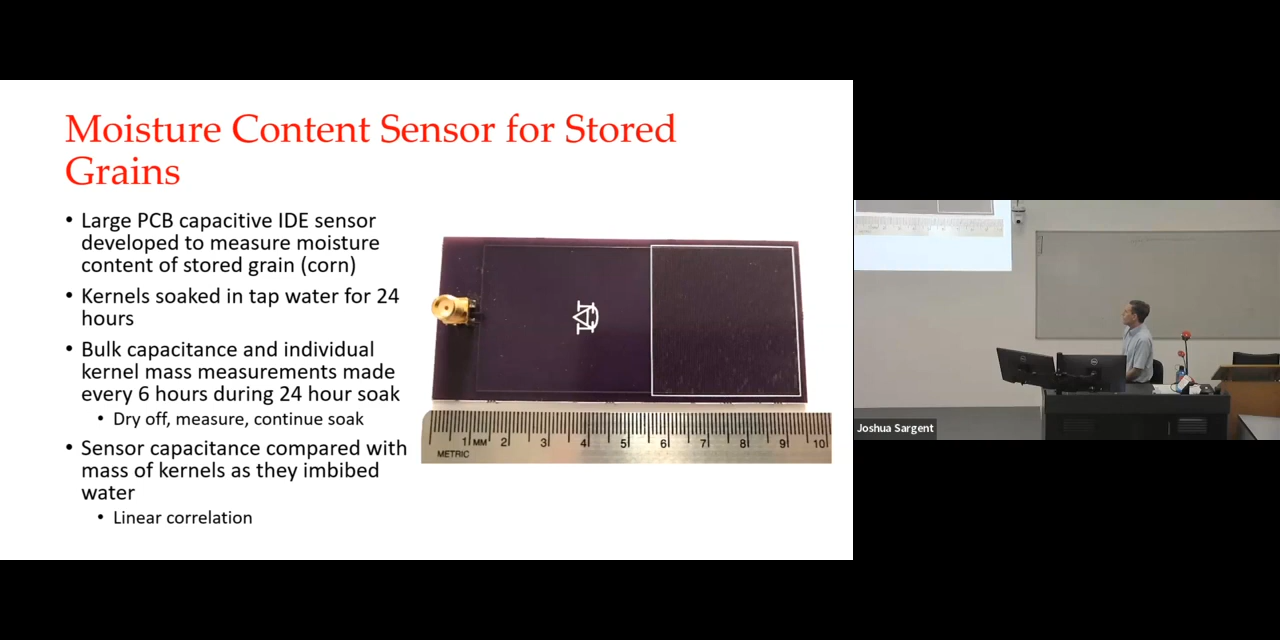 Moisture Content Sensor for Stored
Grains
• Large PCB capacitive IDE sensor
developed to measure moisture
content of stored grain (corn)
• Kernels soaked in tap water for 24
hours
• Bulk capacitance and individual
kernel mass measurements made
every 6 hours during 24 hour soak
• Dry off, measure, continue soak
• Sensor capacitance compared with
mass of kernels as they imbibed
water
• Linear correlation
1 MM 2 3 4 5 6 7 8 9 10
METRIC
Joshua Sargent